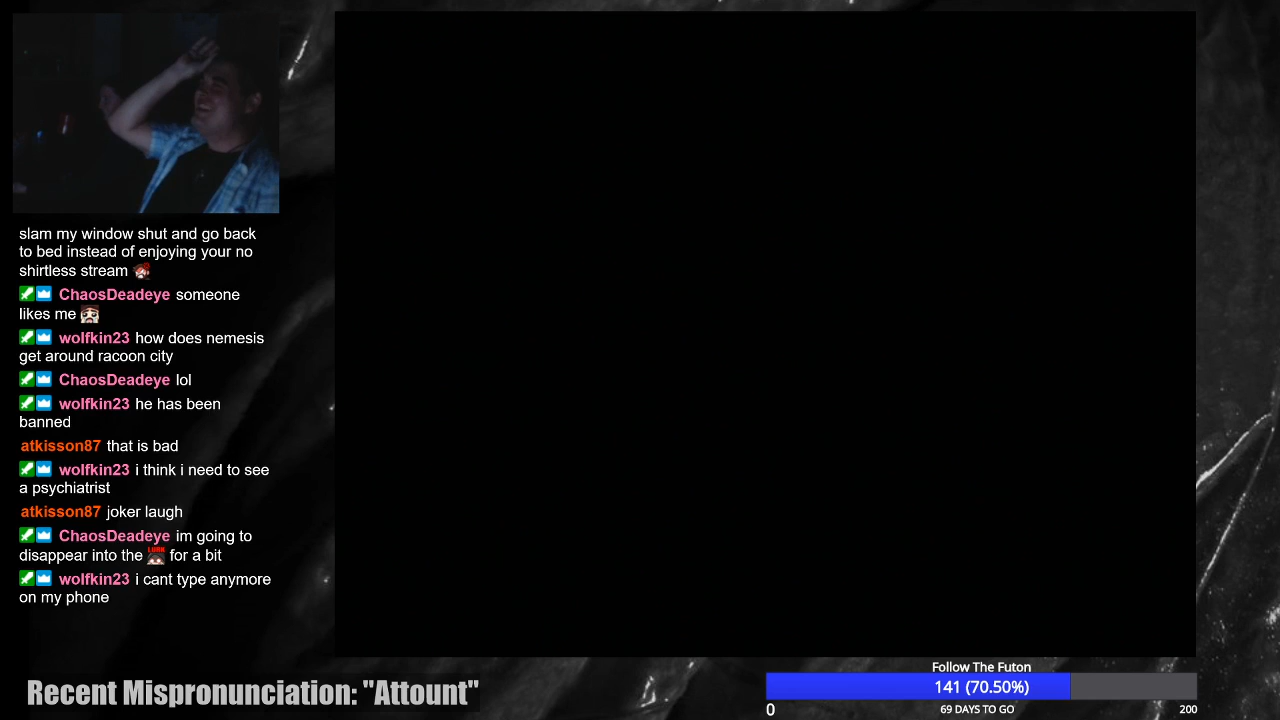 slam my window shut and go back
to bed instead of enjoying your no
shirtless stream
ChaosDeadeye someone
likes me
wolfkin23 how does nemesis
get around racoon city
ChaosDeadeye lol
wolfkin23 he has been
banned
atkisson87 that is bad
wolfkin23 i think i need to see
a psychiatrist
atkisson87 joker laugh
ChaosDeadeye im going to
disappear into the LURK for a bit
wolfkin23 i cant type anymore
on my phone
Recent Mispronunciation: "Attount"
Follow The Futon
141 (70.50%)
0 69 DAYS TO GO 200